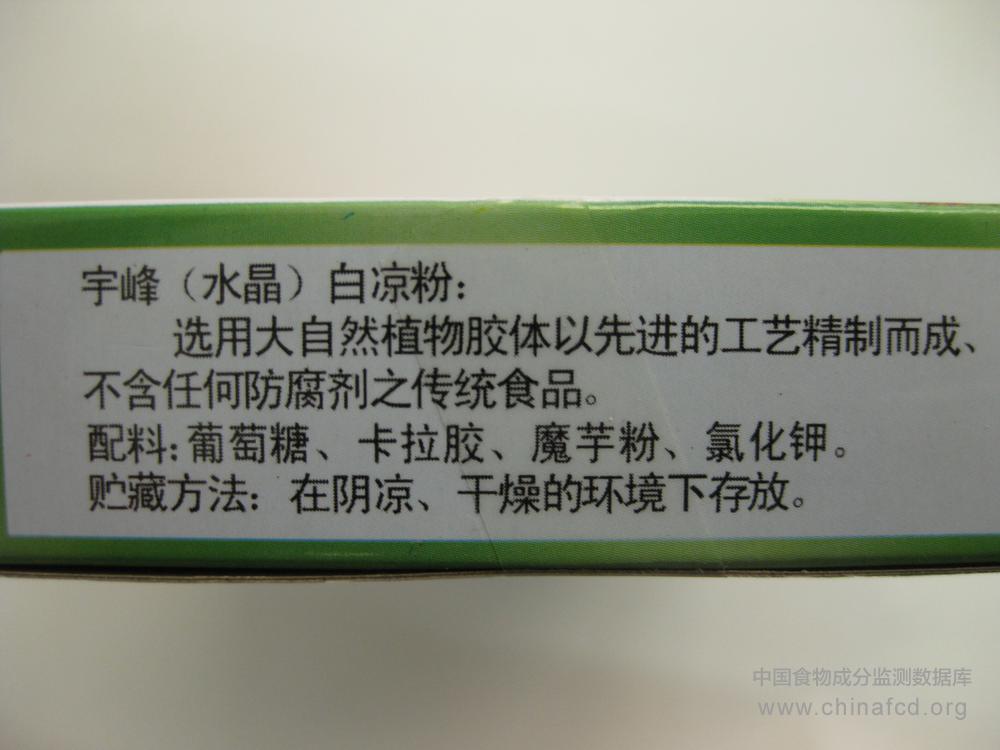 宇峰（水晶）白凉粉：
选用大自然植物胶体以先进的工艺精制而成、
不含任何防腐剂之传统食品。
配料：葡萄糖、卡拉胶、魔芋粉、氯化钾。
贮藏方法：在阴凉、干燥的环境下存放。
中国食物成分监测数据库
www.chinafcd.org